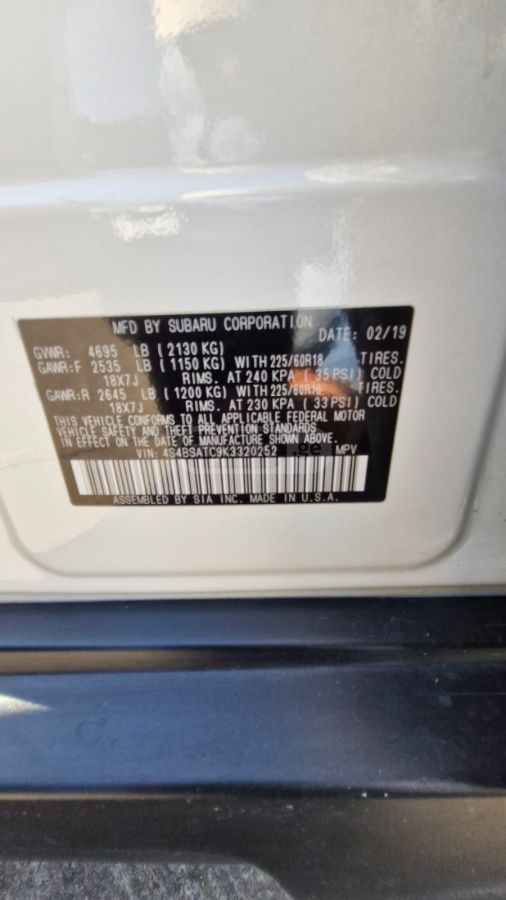 MFD BY SUBARU CORPORATION DATE: 02/19
GVWR: 4695 LB (2130 KG)
GAWR:F 2535 LB (1150 KG) WITH 225/60R18 TIRES.
18X7J RIMS. AT 240 KPA (35 PSI) COLD
GAWR:R 2645 LB (1200 KG) WITH 225/60R18 TIRES.
18X7J RIMS. AT 230 KPA (33 PSI) COLD
THIS VEHICLE CONFORMS TO ALL APPLICABLE FEDERAL MOTOR
VEHICLE SAFETY AND THEFT PREVENTION STANDARDS
IN EFFECT ON THE DATE OF MANUFACTURE SHOWN ABOVE.
VIN: 4S4BSATC9K3320252 MPV
ASSEMBLED BY SIA INC. MADE IN U.S.A.